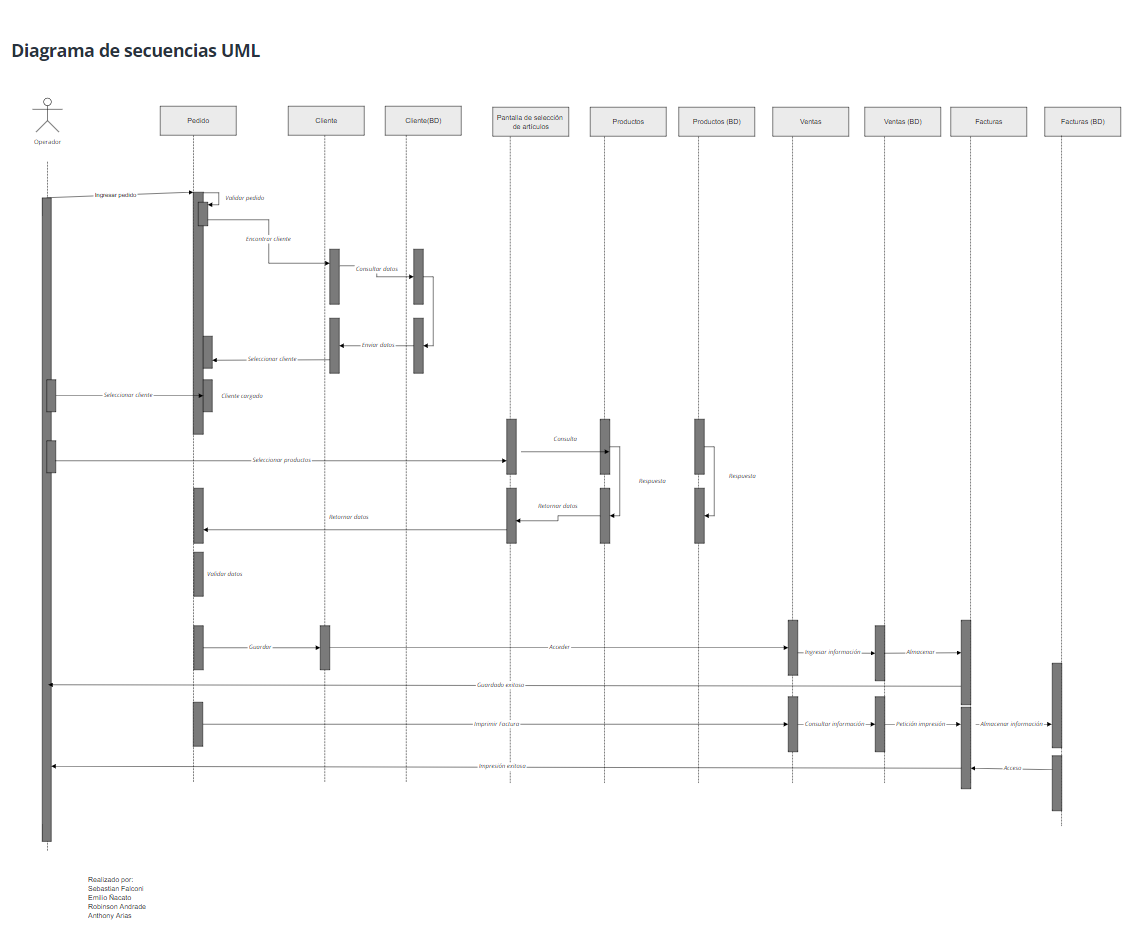 Diagrama de secuencias UML
Operador
Pedido
Cliente
Cliente(BD)
Pantalla de selección
de artículos
Productos
Productos (BD)
Ventas
Ventas (BD)
Facturas
Facturas (BD)
Ingresar pedido
Validar pedido
Encontrar cliente
Consultar datos
Enviar datos
Seleccionar cliente
Seleccionar cliente
Cliente cargado
Consulta
Seleccionar productos
Respuesta
Respuesta
Retornar datos
Retornar datos
Validar datos
Guardar
Acceder
Ingresar información
Almacenar
Guardado exitoso
Imprimir Factura
Consultar información
Petición impresión
Almacenar información
Impresión exitosa
Acceso
Realizado por:
Sebastian Falconi
Emilio Ñacato
Robinson Andrade
Anthony Arias